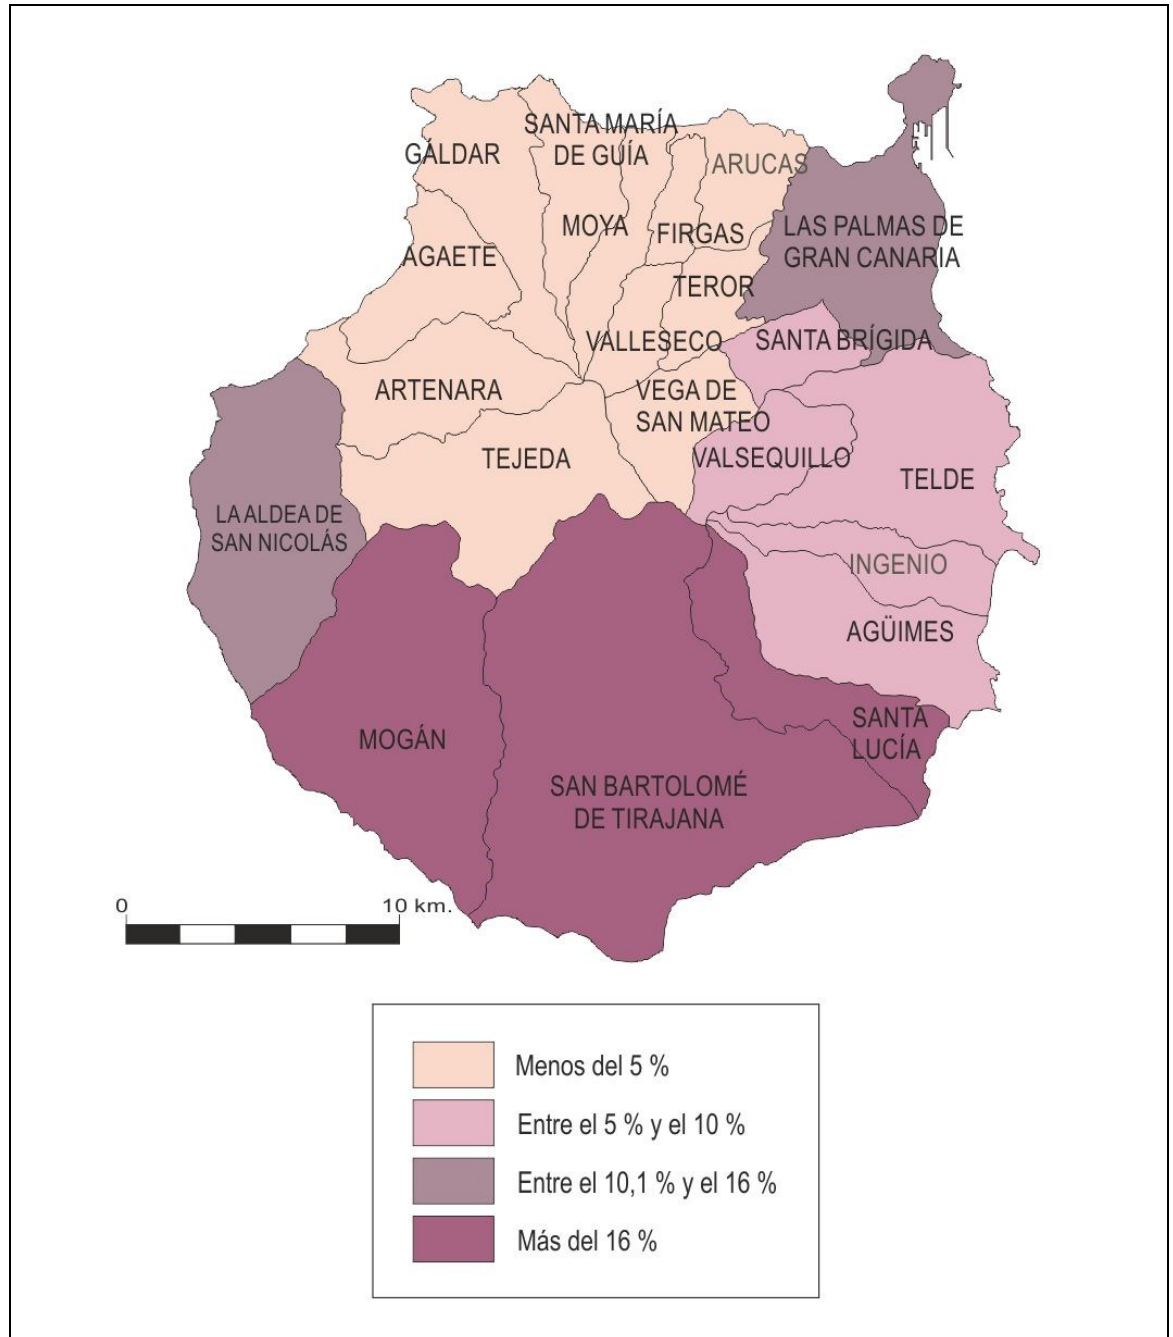 SANTA MARÍA
DE GUÍA
GÁLDAR
ARUCAS
MOYA
FIRGAS
LAS PALMAS DE
GRAN CANARIA
AGAETE
TEROR
VALLESECO
SANTA BRÍGIDA
ARTENARA
VEGA DE
SAN MATEO
TEJEDA
VALSEQUILLO
TELDE
LA ALDEA DE
SAN NICOLÁS
INGENIO
AGÜIMES
MOGÁN
SANTA
LUCÍA
SAN BARTOLOMÉ
DE TIRAJANA
0 10 km.
Menos del 5 %
Entre el 5 % y el 10 %
Entre el 10,1 % y el 16 %
Más del 16 %